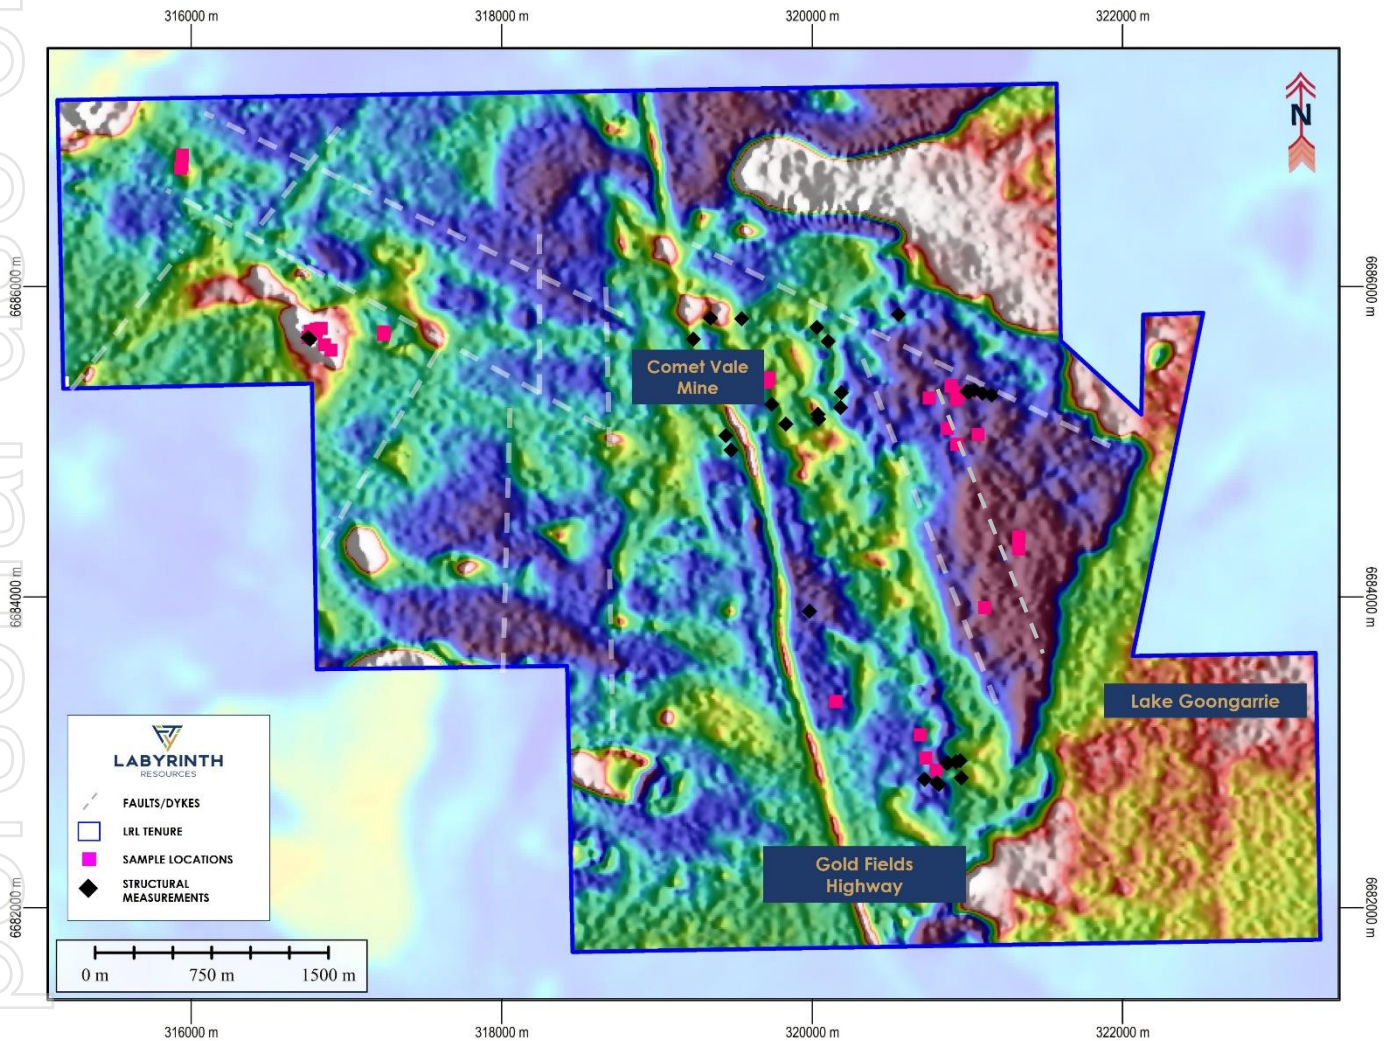 316000 m
318000 m
320000 m
322000 m
N
6686000 m
6686000 m
Comet Vale
Mine
6684000 m
6684000 m
Lake Goongarrie
LABYRINTH
RESOURCES
FAULTS/DYKES
LRL TENURE
SAMPLE LOCATIONS
STRUCTURAL
MEASUREMENTS
Gold Fields
Highway
6682000 m
6682000 m
0 m
750 m
1500 m
316000 m
318000 m
320000 m
322000 m